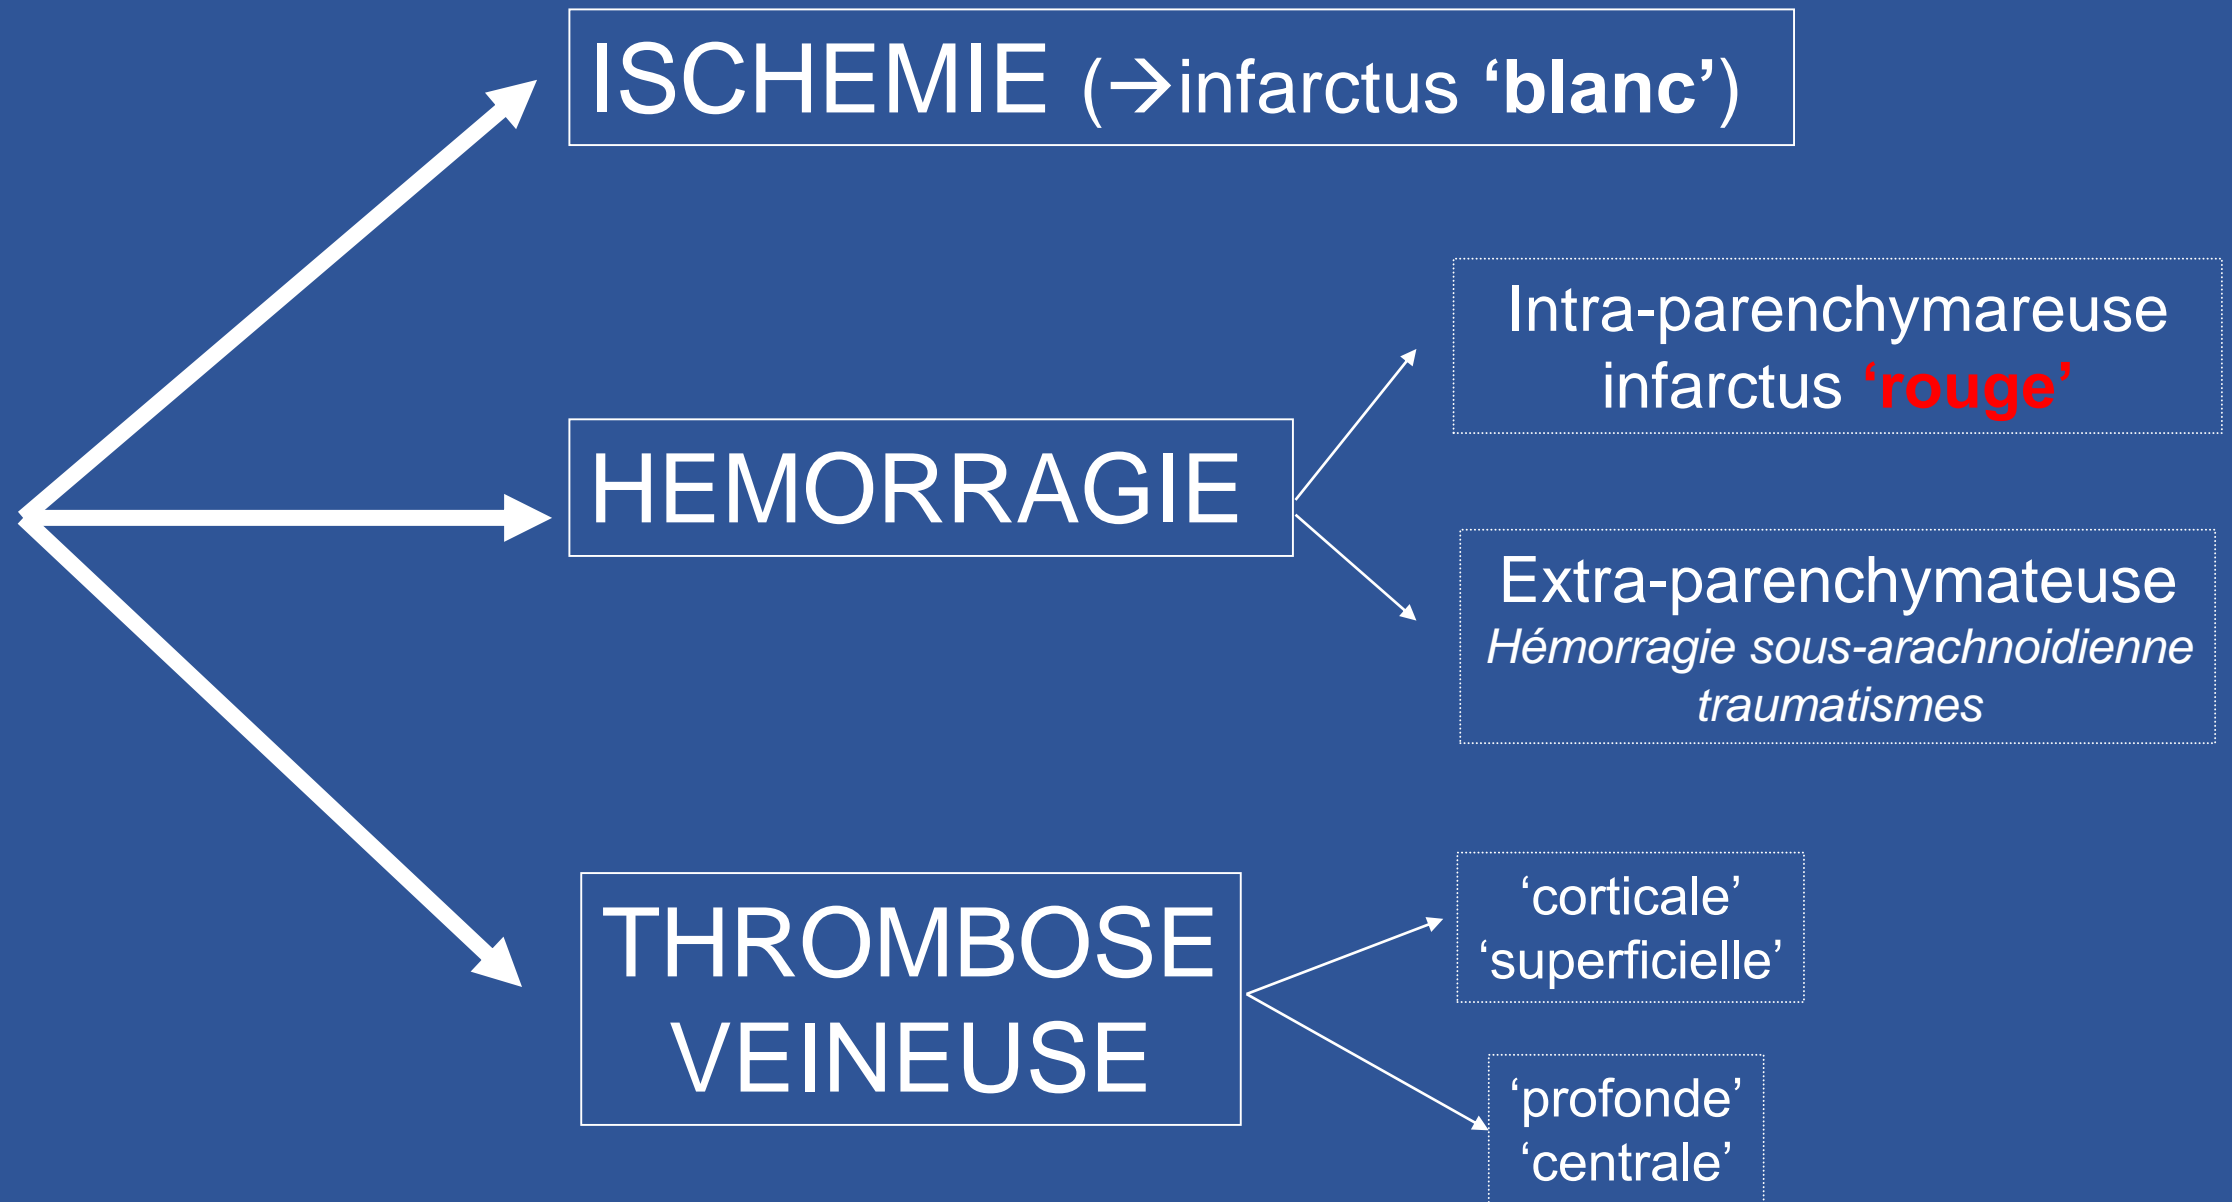 ISCHEMIE (→infarctus ‘blanc’)
Intra-parenchymareuse
infarctus ‘rouge’
HEMORRAGIE
Extra-parenchymateuse
Hémorragie sous-arachnoidienne
traumatismes
THROMBOSE
VEINEUSE
‘corticale’
‘superficielle’
‘profonde’
‘centrale’